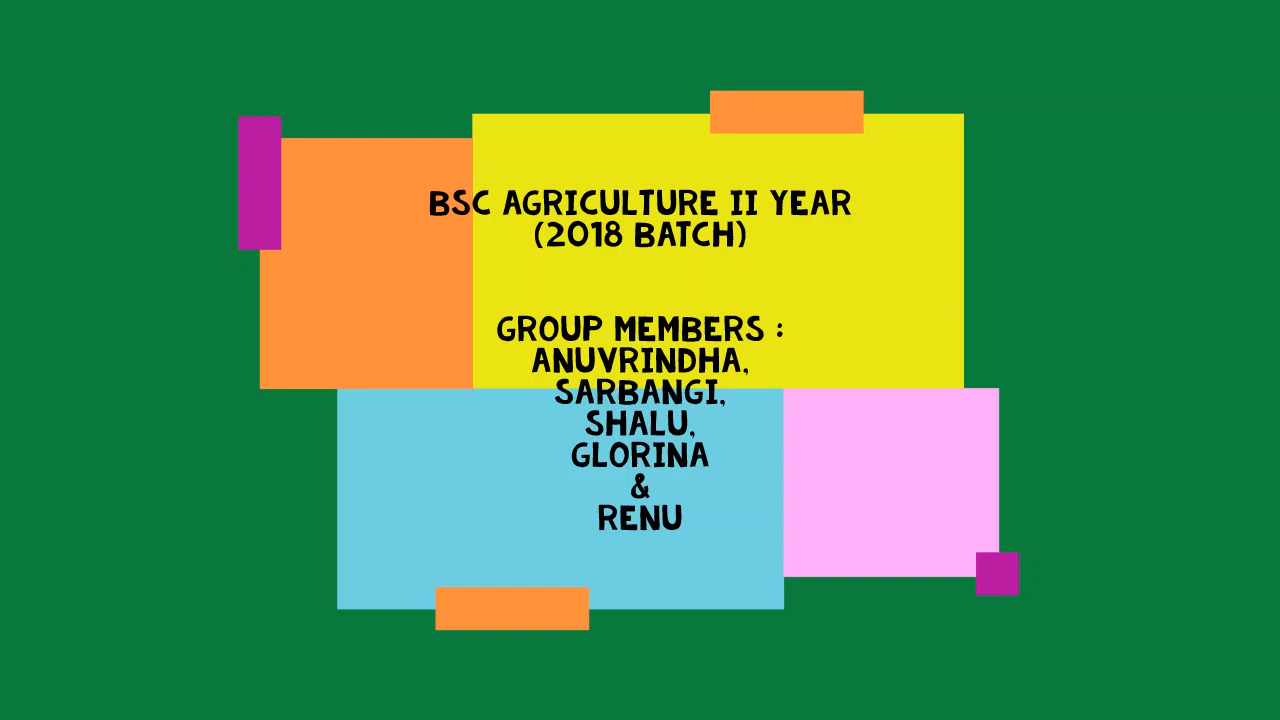 BSC AGRICULTURE II YEAR
(2018 BATCH)
GROUP MEMBERS :
ANUVRINDHA,
SARBANGI,
SHALU,
GLORINA
&
RENU